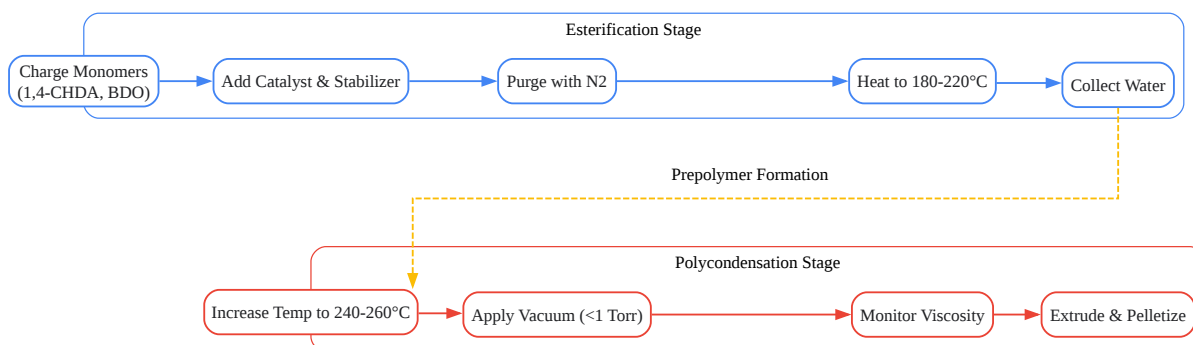 Esterification Stage
Charge Monomers
(1,4-CHDA, BDO)
Add Catalyst & Stabilizer
Purge with N2
Heat to 180-220°C
Collect Water
Prepolymer Formation
Polycondensation Stage
Increase Temp to 240-260°C
Apply Vacuum (<1 Torr)
Monitor Viscosity
Extrude & Pelletize